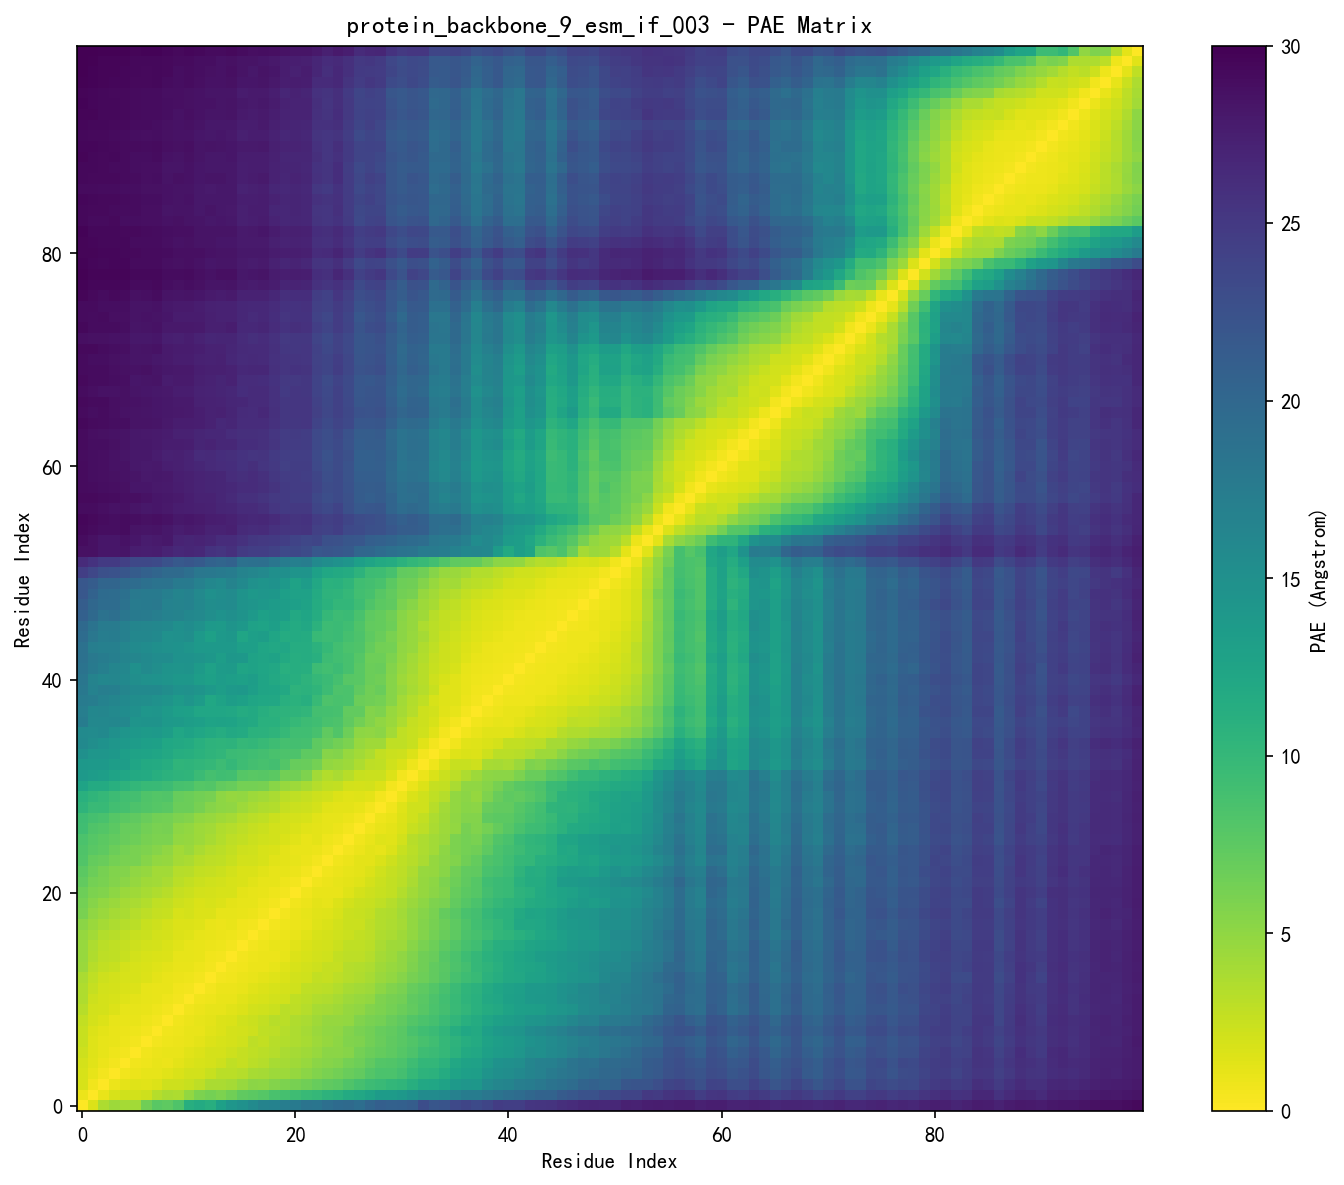 protein_backbone_9_esm_if_003 - PAE Matrix
Residue Index
80
60
40
20
0
0 20 40 60 80
Residue Index
30
25
20
15
10
5
0
PAE (Angstrom)